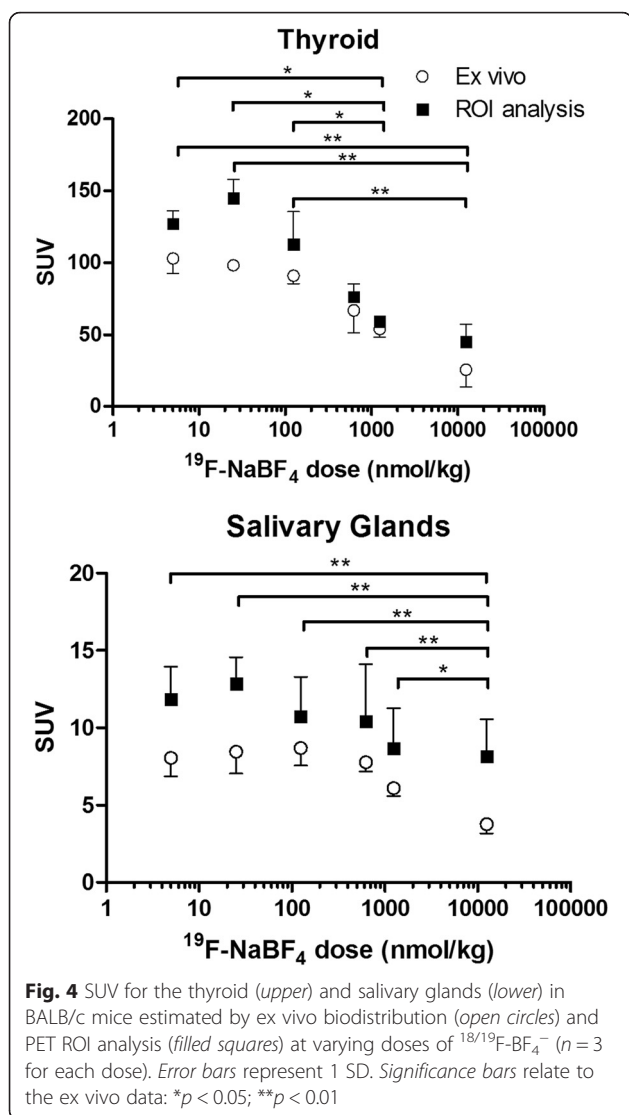 Thyroid
Ex vivo
ROI analysis
*
*
*
**
**
**
SUV
200
150
100
50
0
1 10 100 1000 10000 100000
¹⁹F-NaBF₄ dose (nmol/kg)
Salivary Glands
**
**
**
**
*
SUV
20
15
10
5
0
1 10 100 1000 10000 100000
¹⁹F-NaBF₄ dose (nmol/kg)
Fig. 4 SUV for the thyroid (upper) and salivary glands (lower) in
BALB/c mice estimated by ex vivo biodistribution (open circles) and
PET ROI analysis (filled squares) at varying doses of ¹⁸/¹⁹F-BF₄⁻ (n = 3
for each dose). Error bars represent 1 SD. Significance bars relate to
the ex vivo data: *p < 0.05; **p < 0.01